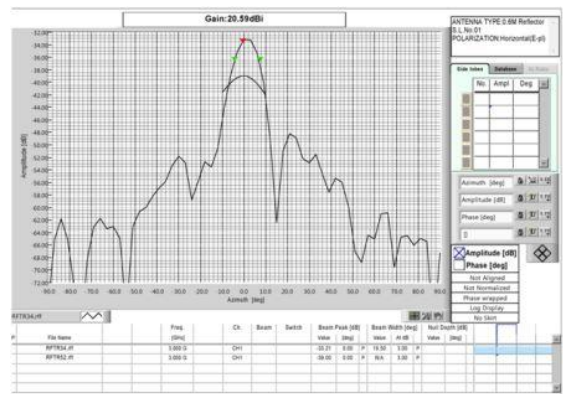 Gain:20.59dBi
ANTENNA TYPE:0.6M Reflector
S.L.No.01
POLARIZATION:Horizontal(E-pl)
Side lobes Database
No. Ampl Deg
Amplitude [dB]
-32.00
-34.00
-36.00
-38.00
-40.00
-42.00
-44.00
-46.00
-48.00
-50.00
-52.00
-54.00
-56.00
-58.00
-60.00
-62.00
-64.00
-66.00
-68.00
-70.00
-72.00
-90.0 -80.0 -70.0 -60.0 -50.0 -40.0 -30.0 -20.0 -10.0 0.0 10.0 20.0 30.0 40.0 50.0 60.0 70.0 80.0 90.0
Azimuth [deg]
Azimuth [deg]
Amplitude [dB]
Phase [deg]
Amplitude [dB]
Phase [deg]
Not Aligned
Not Normalized
Phase wrapped
Log Display
No Skirt
RFTR34.rff
Freq. Ch. Beam Switch Beam Peak [dB] Beam Width [deg] Null Depth [dB]
P File Name [GHz] Value [deg] Value At dB Value [deg]
RFTR34.rff 3.000 G CH1 -33.21 0.00 P 3.00 P
RFTR52.rff 3.000 G CH1 -39.00 0.00 P N/A 3.00 P